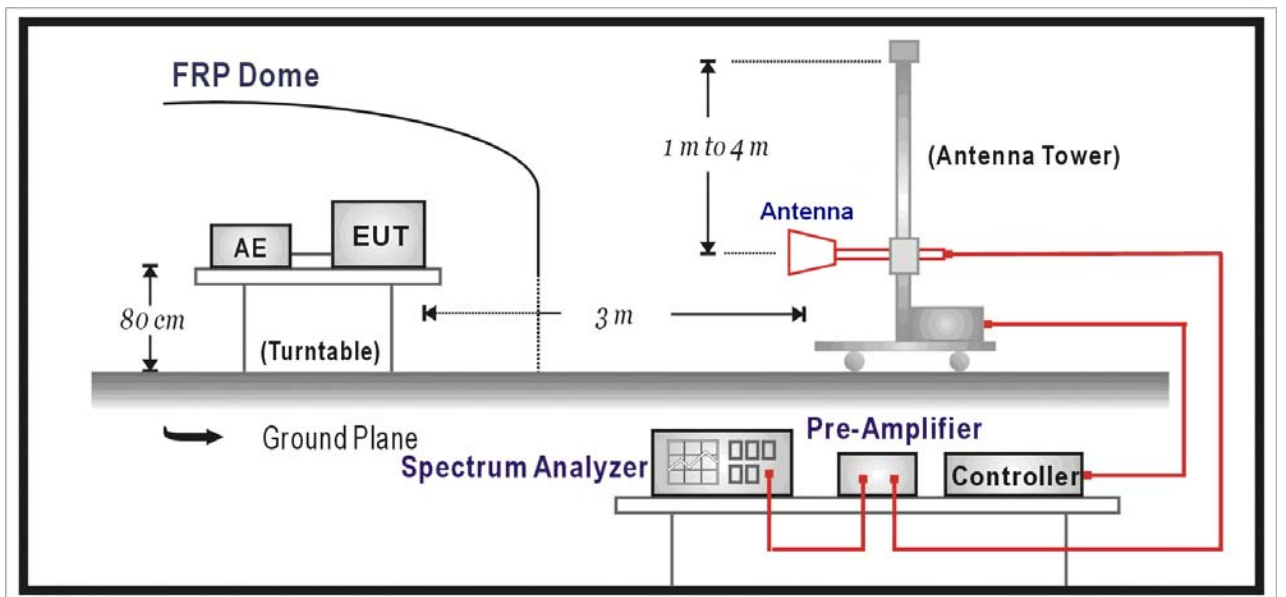 FRP Dome
1 m to 4 m
(Antenna Tower)
Antenna
AE
EUT
80 cm
3 m
(Turntable)
Ground Plane
Pre-Amplifier
Spectrum Analyzer
Controller